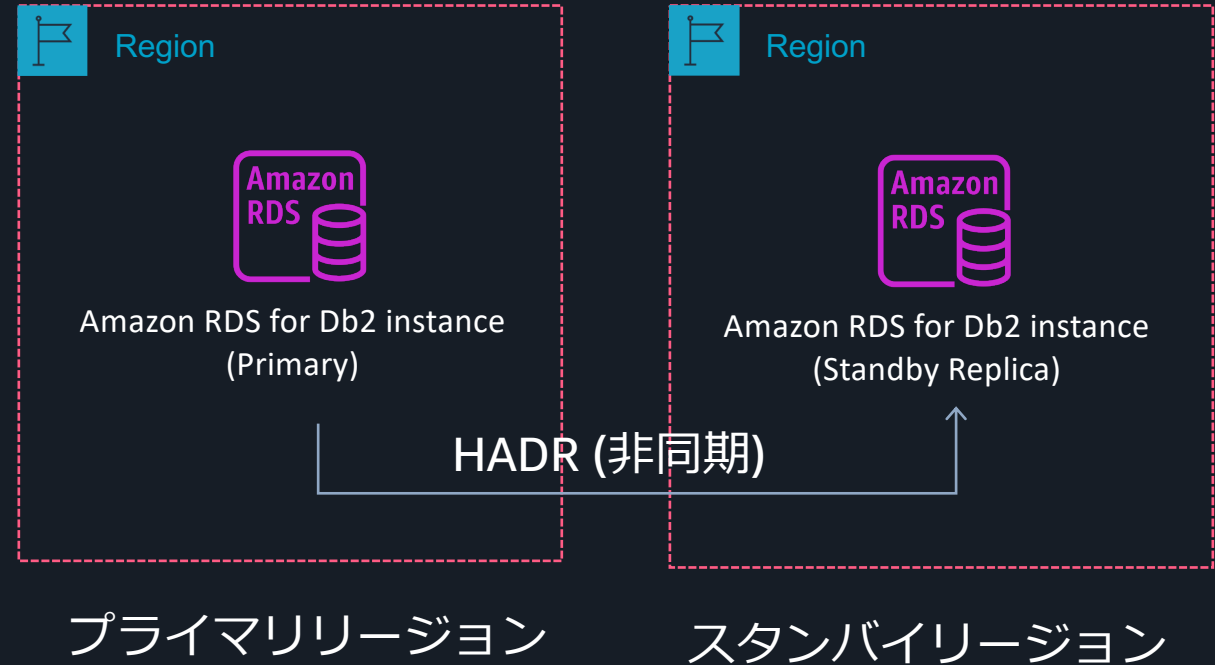 Region
Amazon
RDS
Amazon RDS for Db2 instance
(Primary)
Region
Amazon
RDS
Amazon RDS for Db2 instance
(Standby Replica)
HADR (非同期)
プライマリリージョン
スタンバイリージョン